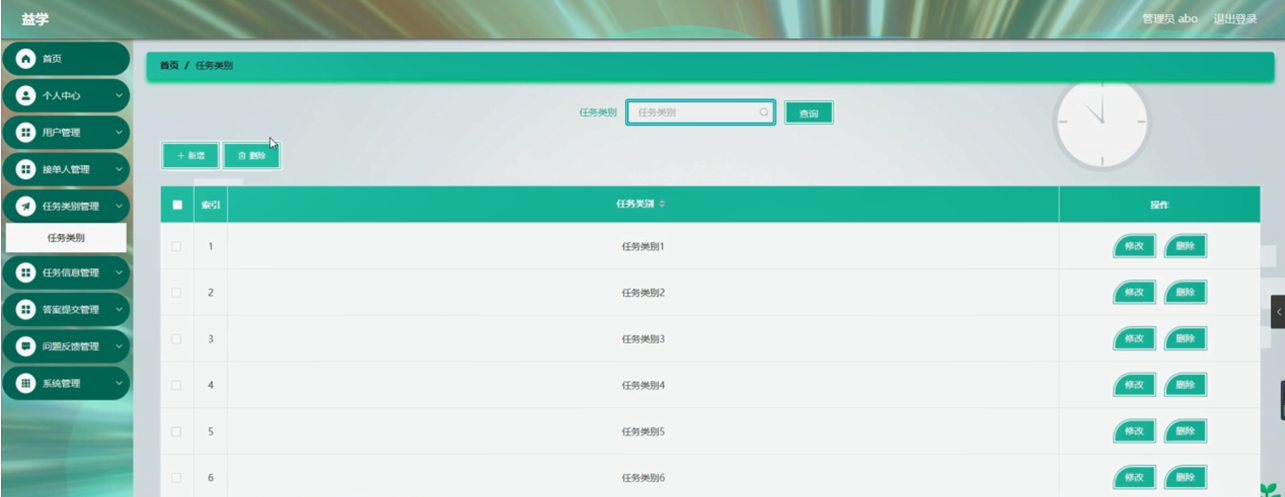 益学
管理员 abo 退出登录
首页
个人中心
用户管理
接单人管理
任务类别管理
任务类别
任务信息管理
答案提交管理
问题反馈管理
系统管理
首页 / 任务类别
任务类别 任务类别 查询
新增 删除
索引 任务类别 操作
1 任务类别1 修改 删除
2 任务类别2 修改 删除
3 任务类别3 修改 删除
4 任务类别4 修改 删除
5 任务类别5 修改 删除
6 任务类别6 修改 删除